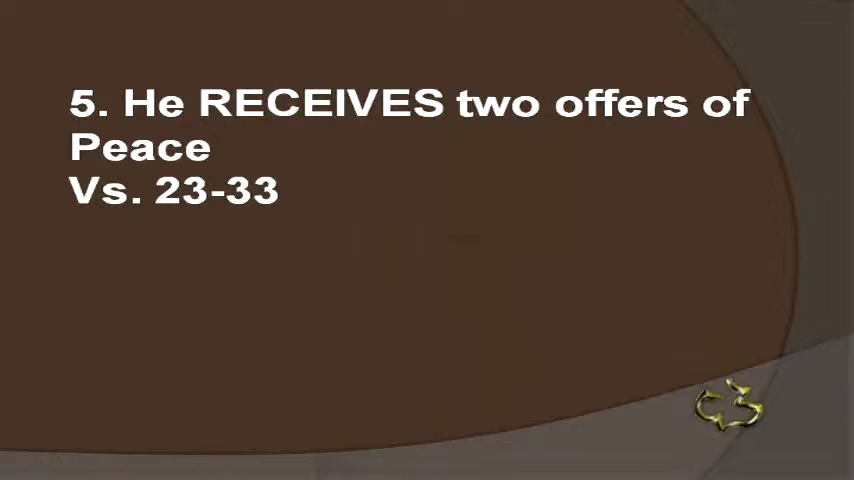 5. He RECEIVES two offers of
Peace
Vs. 23-33